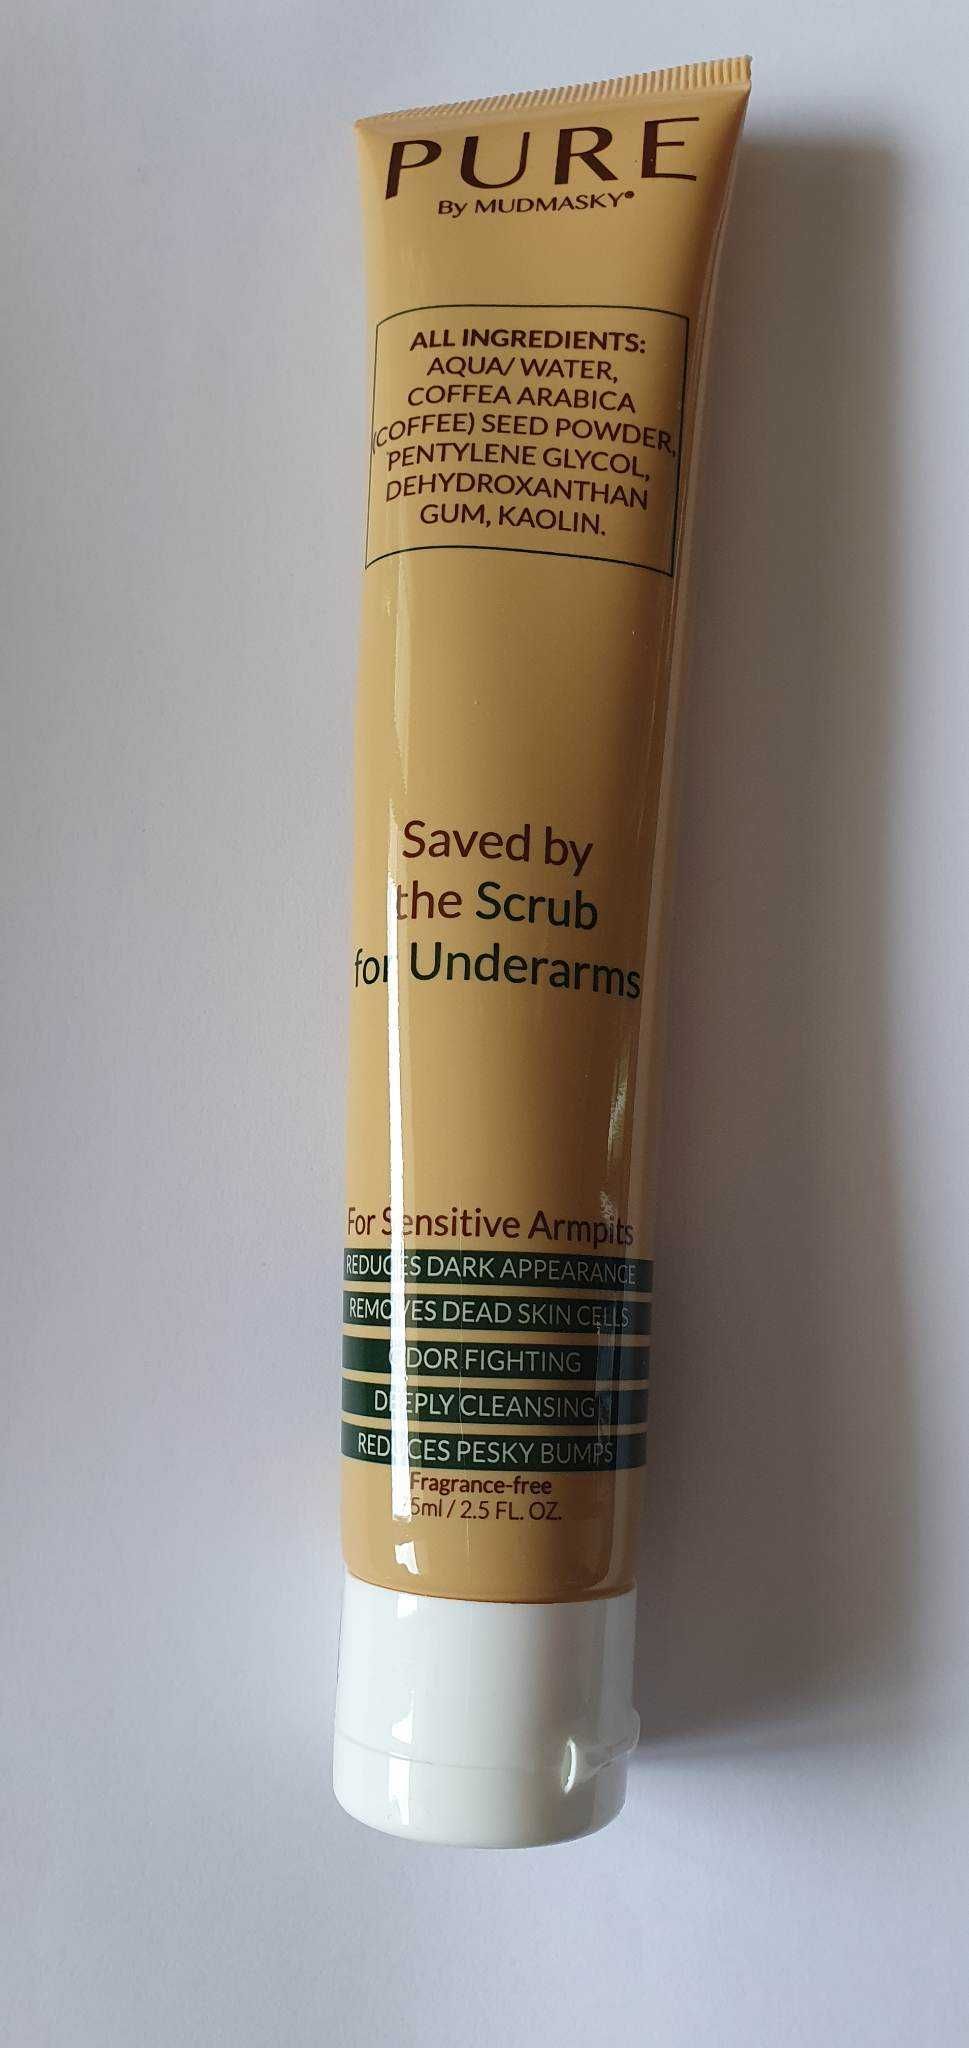 PURE
By MUDMASKY®
ALL INGREDIENTS:
AQUA/ WATER,
COFFEA ARABICA
(COFFEE) SEED POWDER,
PENTYLENE GLYCOL,
DEHYDROXANTHAN
GUM, KAOLIN.
Saved by
the Scrub
for Underarms
For Sensitive Armpits
REDUCES DARK APPEARANCE
REMOVES DEAD SKIN CELLS
ODOR FIGHTING
DEEPLY CLEANSING
REDUCES PESKY BUMPS
Fragrance-free
75ml / 2.5 FL. OZ.